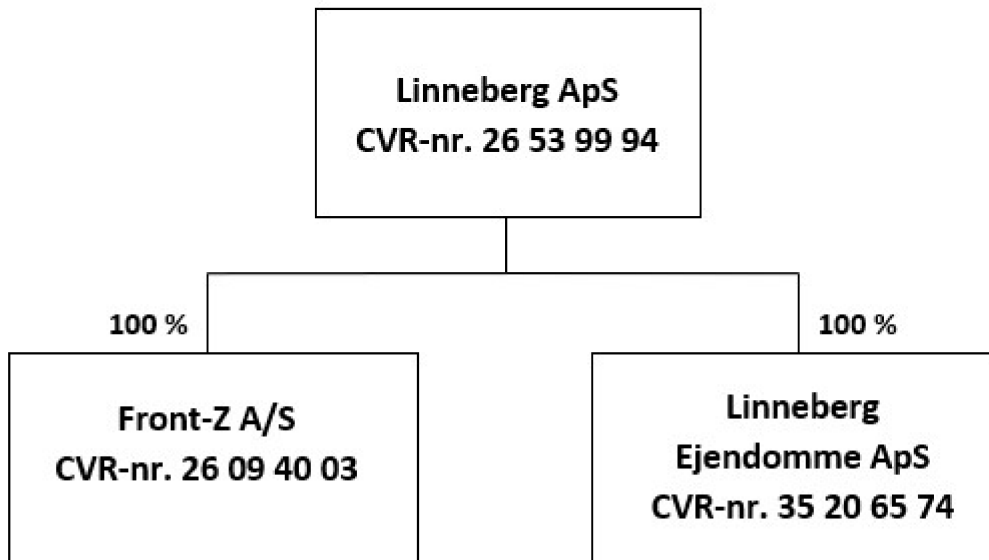 Linneberg ApS
CVR-nr. 26 53 99 94
100 %
100 %
Front-Z A/S
CVR-nr. 26 09 40 03
Linneberg
Ejendomme ApS
CVR-nr. 35 20 65 74